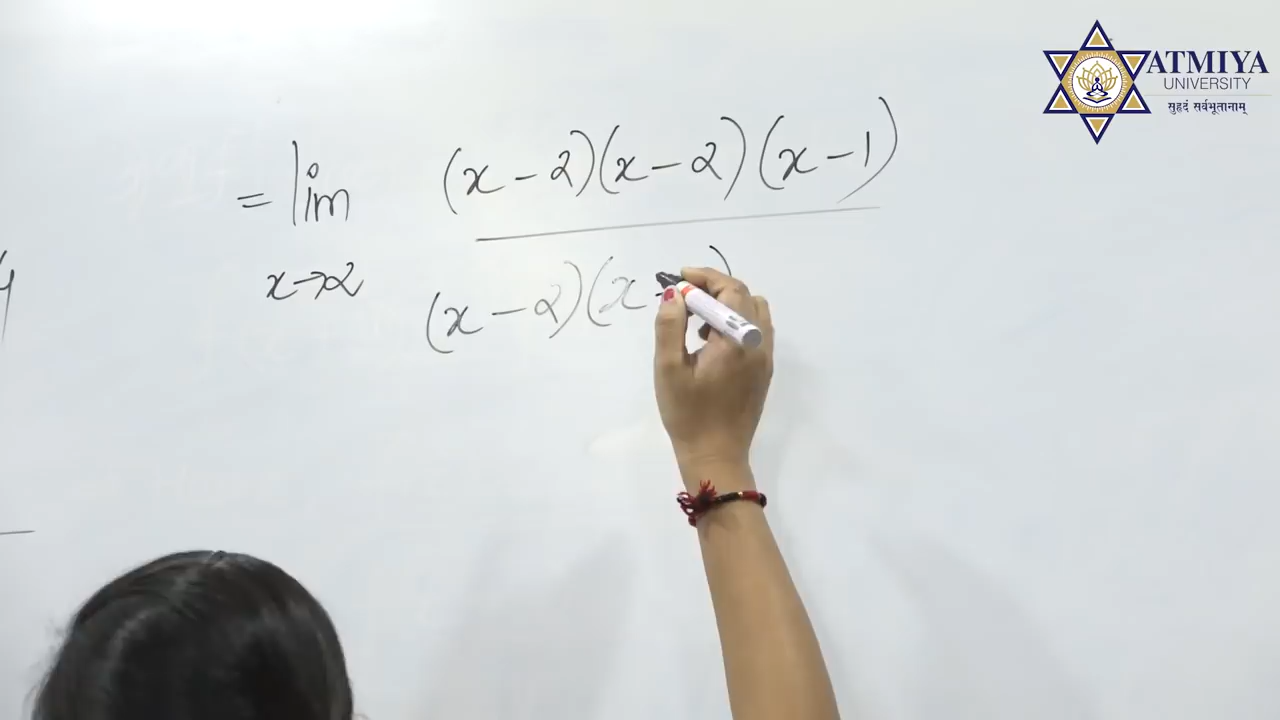 ATMIYA
UNIVERSITY
सुहृदं सर्वभूतानाम्
= lim (x-2)(x-2)(x-1)
x→2 (x-2)(x-